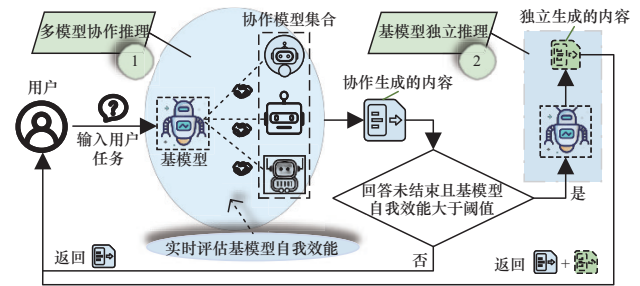 多模型协作推理
1
协作模型集合
基模型独立推理
2
独立生成的内容
用户
输入用户
任务
基模型
协作生成的内容
回答未结束且基模型
自我效能大于阈值
是
实时评估基模型自我效能
否
返回
返回
+